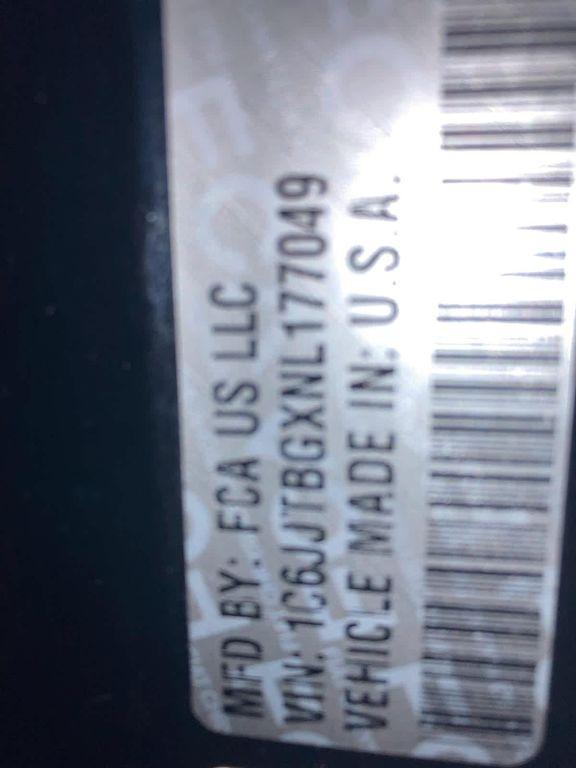 MFD BY: FCA US LLC
VIN: 1C6JJTBGXNL177049
VEHICLE MADE IN: U.S.A.